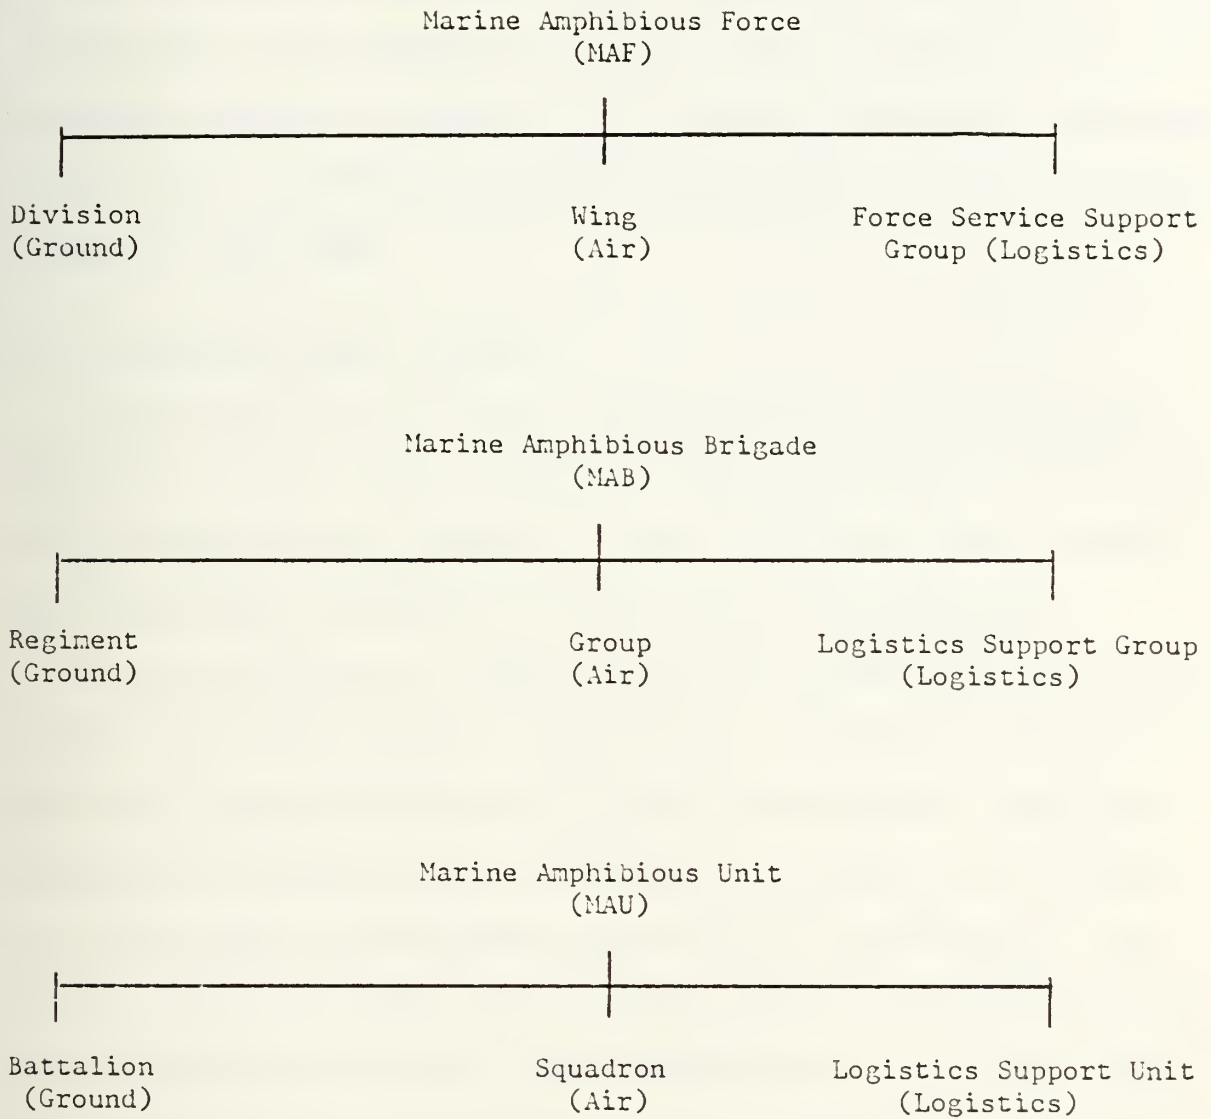 Marine Amphibious Force
(MAF)
Division
(Ground)
Wing
(Air)
Force Service Support
Group (Logistics)
Marine Amphibious Brigade
(MAB)
Regiment
(Ground)
Group
(Air)
Logistics Support Group
(Logistics)
Marine Amphibious Unit
(MAU)
Battalion
(Ground)
Squadron
(Air)
Logistics Support Unit
(Logistics)